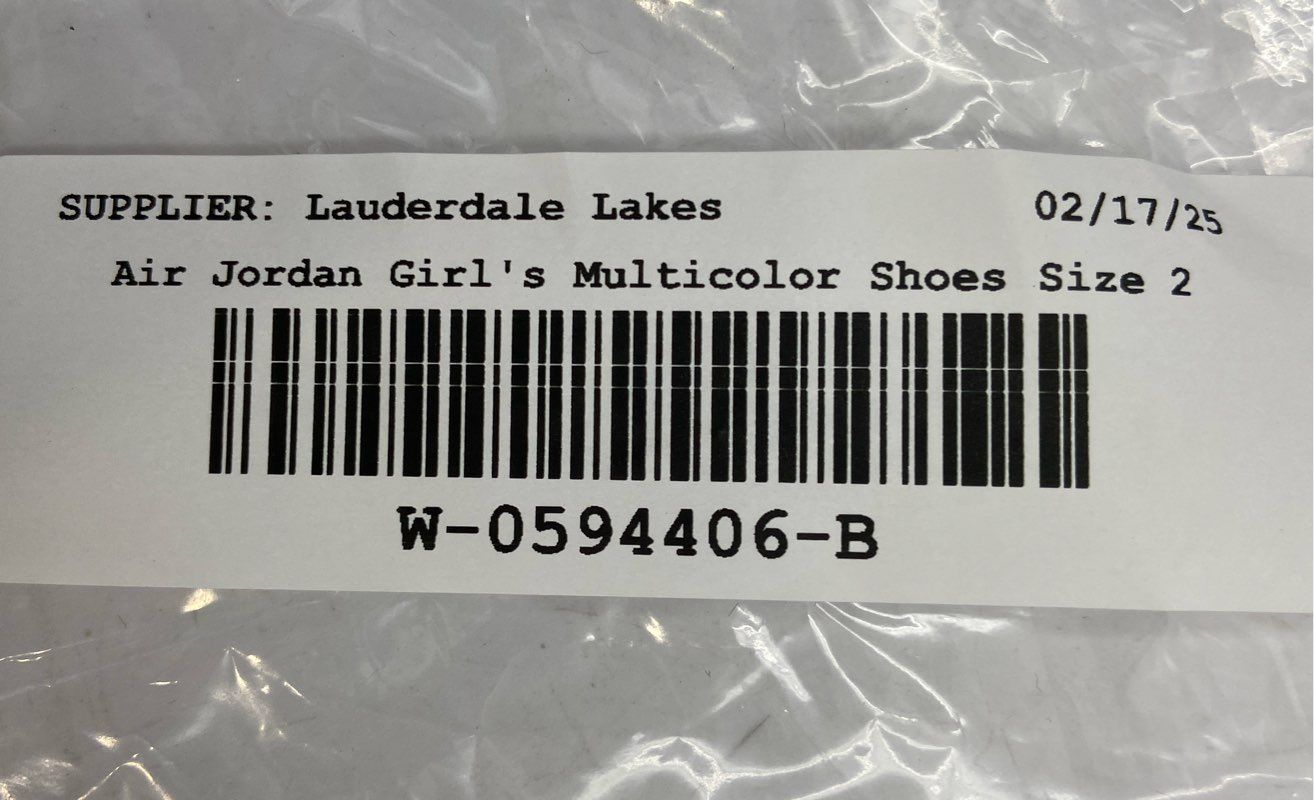 SUPPLIER: Lauderdale Lakes 02/17/25
Air Jordan Girl's Multicolor Shoes Size 2
W-0594406-B